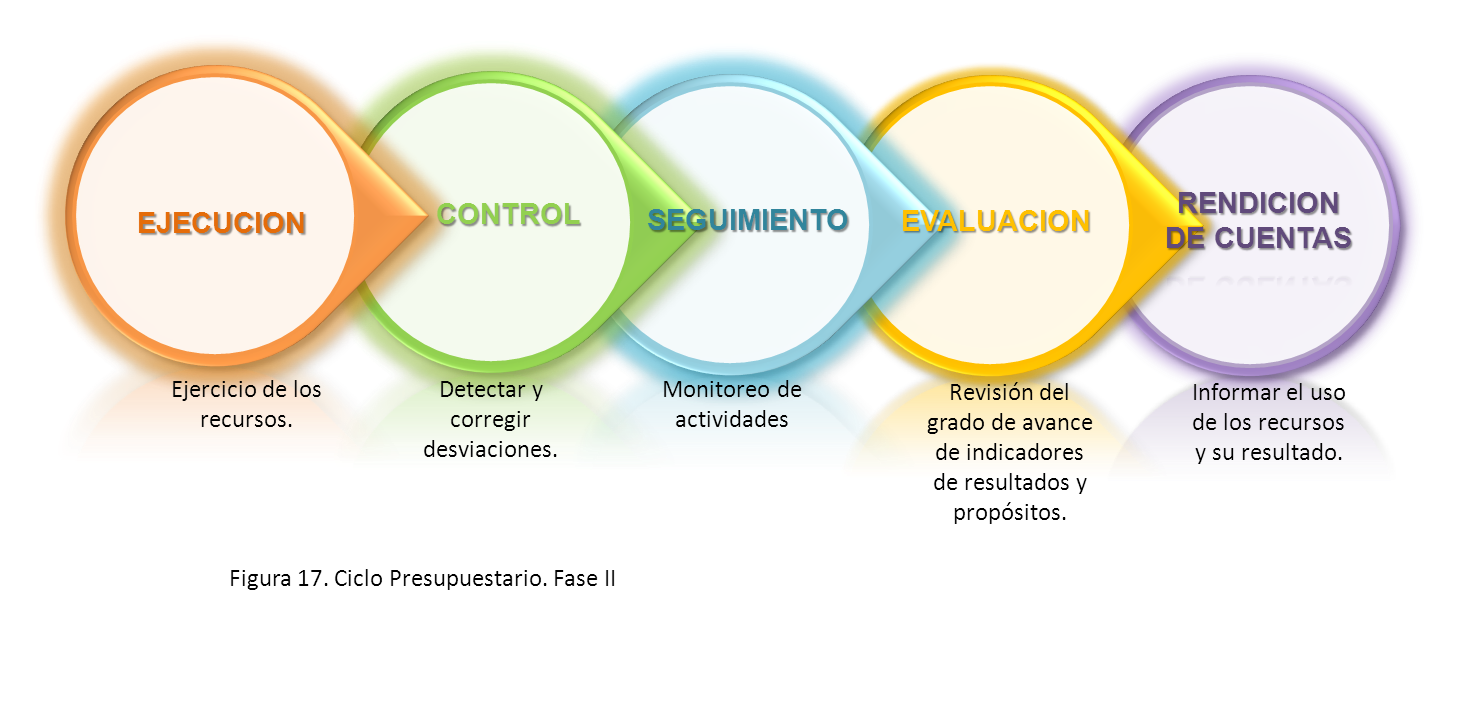 EJECUCION
CONTROL
SEGUIMIENTO
EVALUACION
RENDICION
DE CUENTAS
Ejercicio de los
recursos.
Detectar y
corregir
desviaciones.
Monitoreo de
actividades
Revisión del
grado de avance
de indicadores
de resultados y
propósitos.
Informar el uso
de los recursos
y su resultado.
Figura 17. Ciclo Presupuestario. Fase II